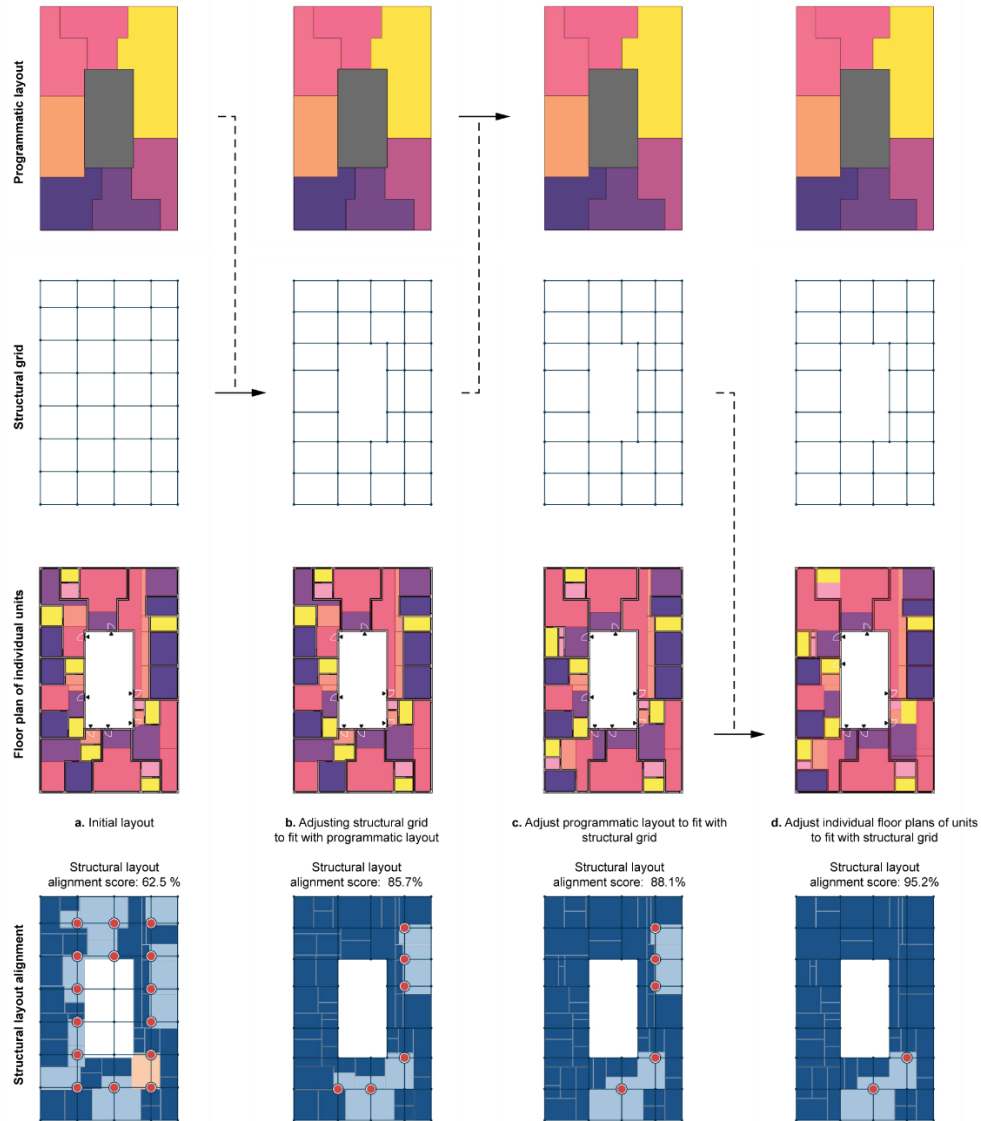 Programmatic layout
Structural grid
Floor plan of individual units
a. Initial layout
b. Adjusting structural grid
to fit with programmatic layout
c. Adjust programmatic layout to fit with
structural grid
d. Adjust individual floor plans of units
to fit with structural grid
Structural layout alignment
Structural layout
alignment score: 62.5 %
Structural layout
alignment score: 85.7%
Structural layout
alignment score: 88.1%
Structural layout
alignment score: 95.2%